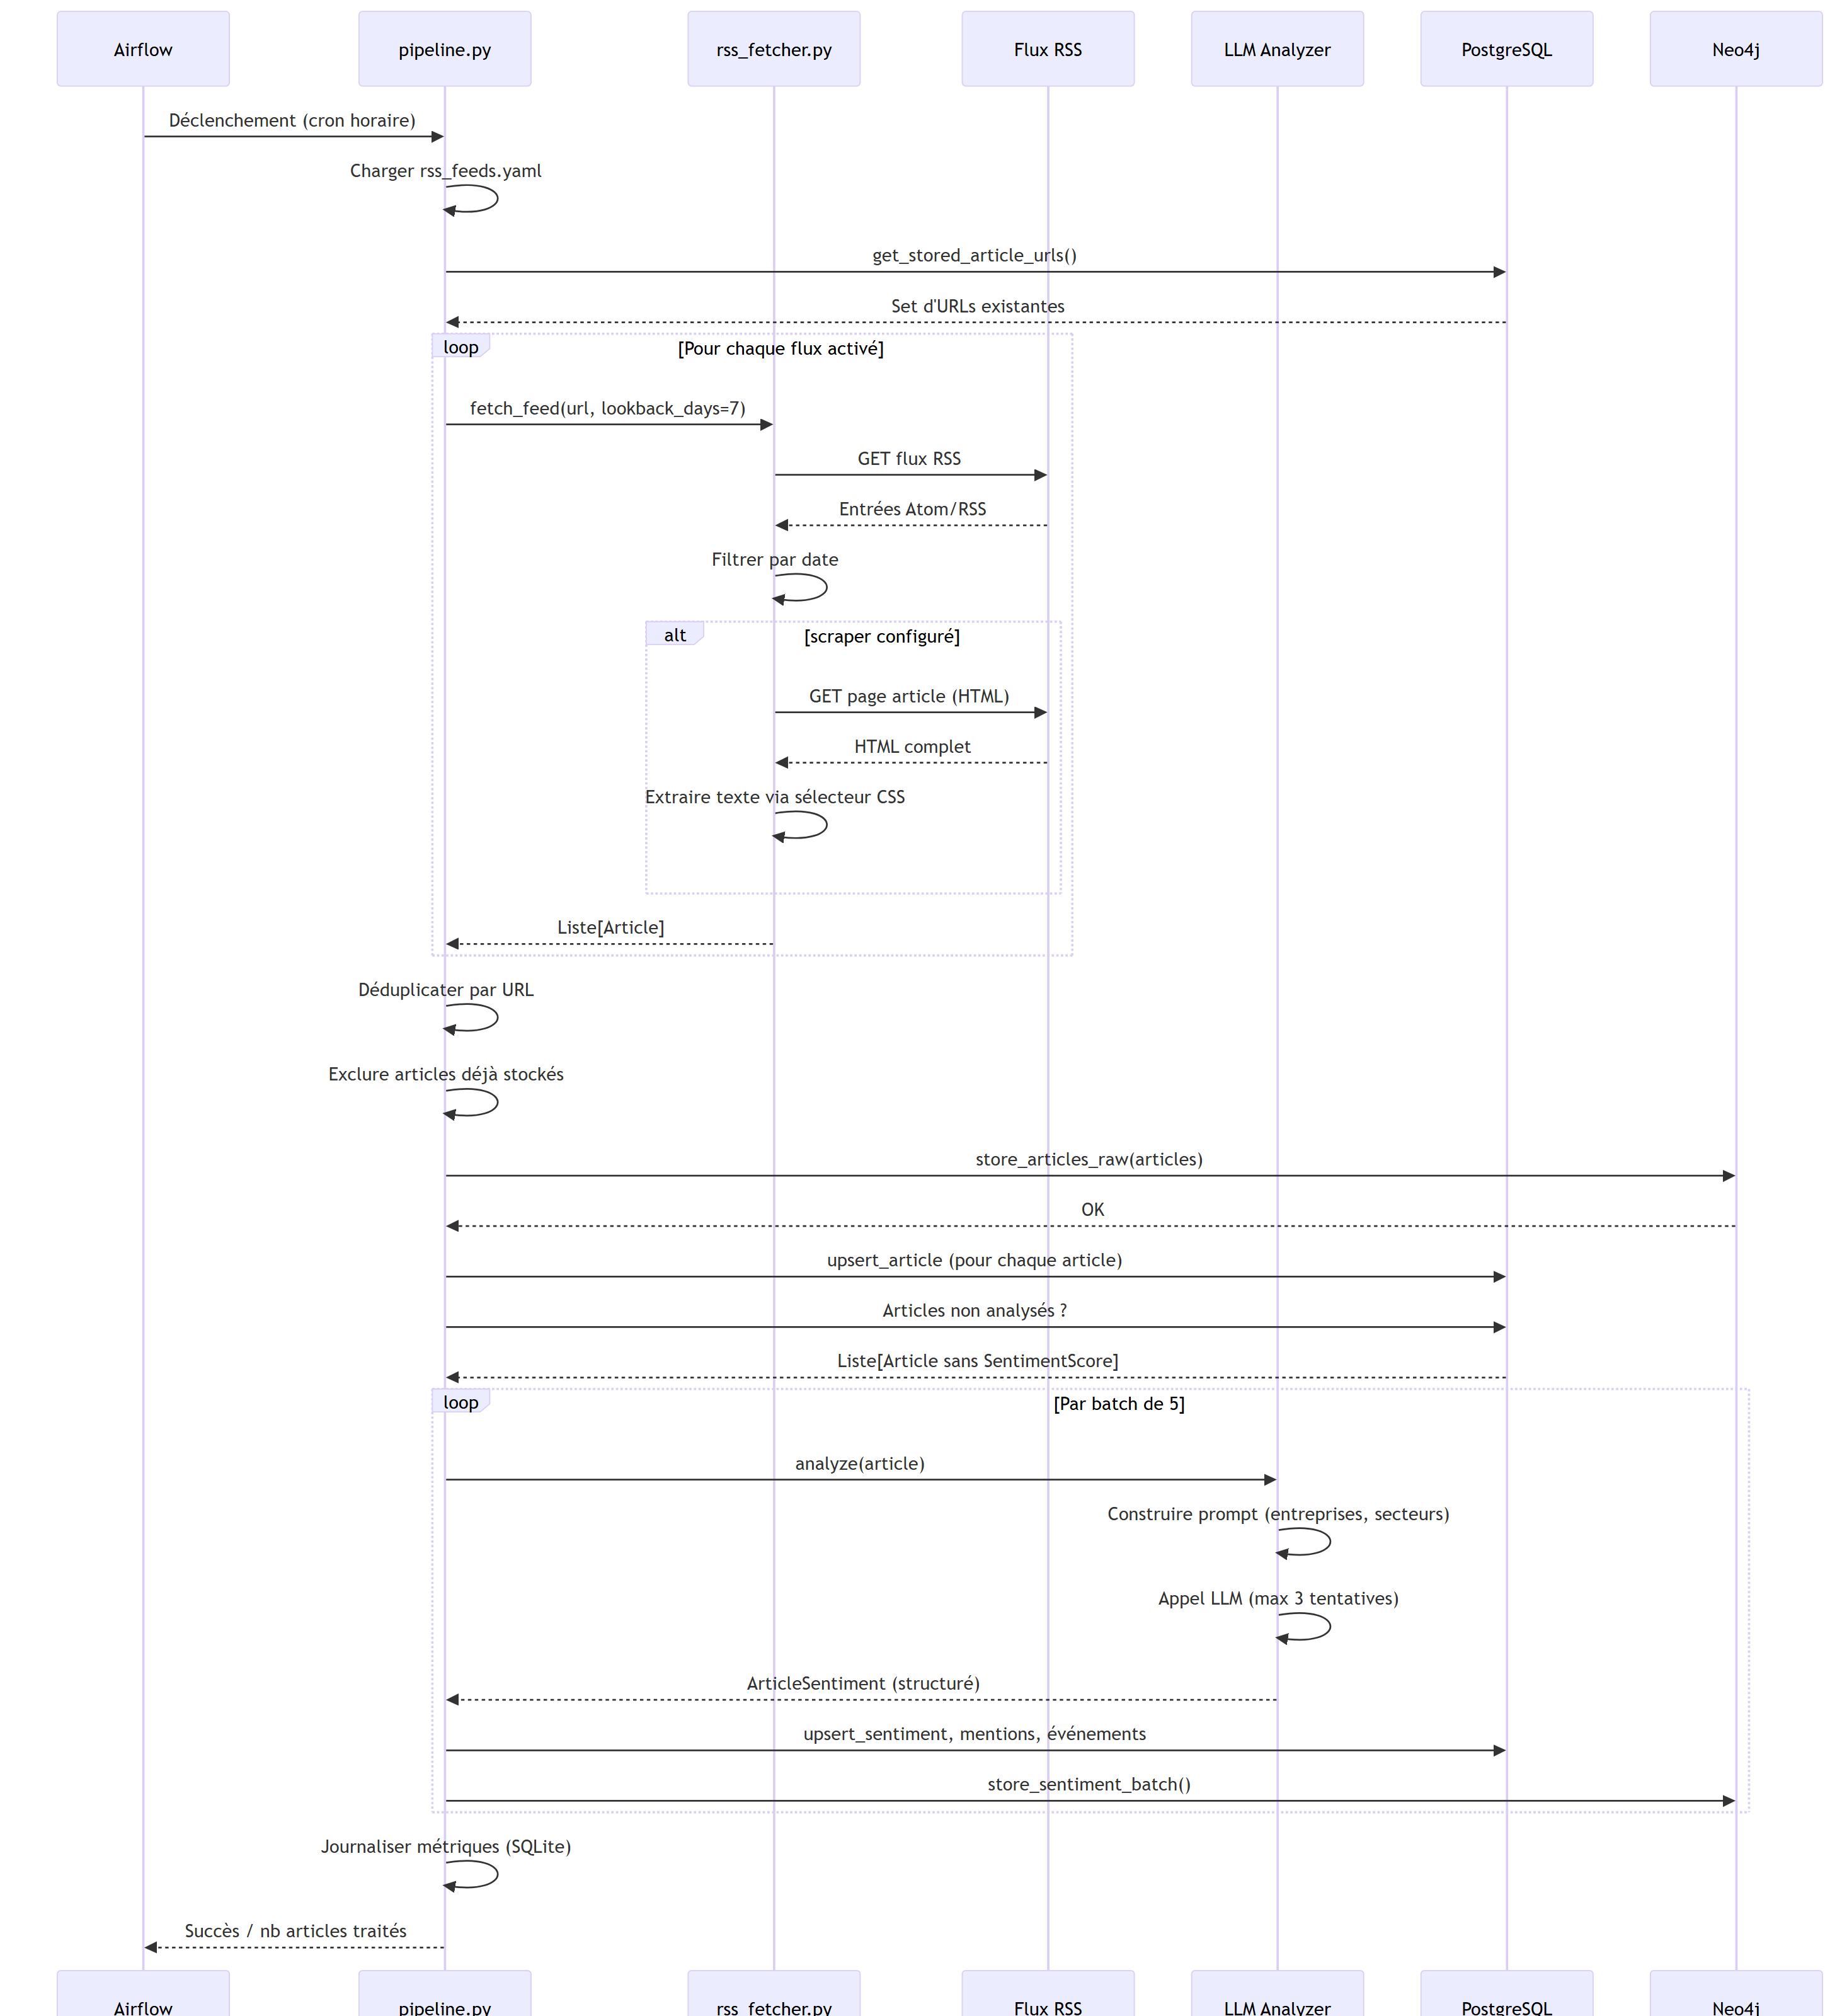 Airflow
pipeline.py
rss_fetcher.py
Flux RSS
LLM Analyzer
PostgreSQL
Neo4j
Déclenchement (cron horaire)
Charger rss_feeds.yaml
get_stored_article_urls()
Set d'URLs existantes
loop
[Pour chaque flux activé]
fetch_feed(url, lookback_days=7)
GET flux RSS
Entrées Atom/RSS
Filtrer par date
alt
[scraper configuré]
GET page article (HTML)
HTML complet
Extraire texte via sélecteur CSS
Liste[Article]
Dédupliquater par URL
Exclure articles déjà stockés
store_articles_raw(articles)
OK
upsert_article (pour chaque article)
Articles non analysés ?
Liste[Article sans SentimentScore]
loop
[Par batch de 5]
analyze(article)
Construire prompt (entreprises, secteurs)
Appel LLM (max 3 tentatives)
ArticleSentiment (structuré)
upsert_sentiment, mentions, événements
store_sentiment_batch()
Journaliser métriques (SQLite)
Succès / nb articles traités
Airflow
pipeline.py
rss_fetcher.py
Flux RSS
LLM Analyzer
PostgreSQL
Neo4j